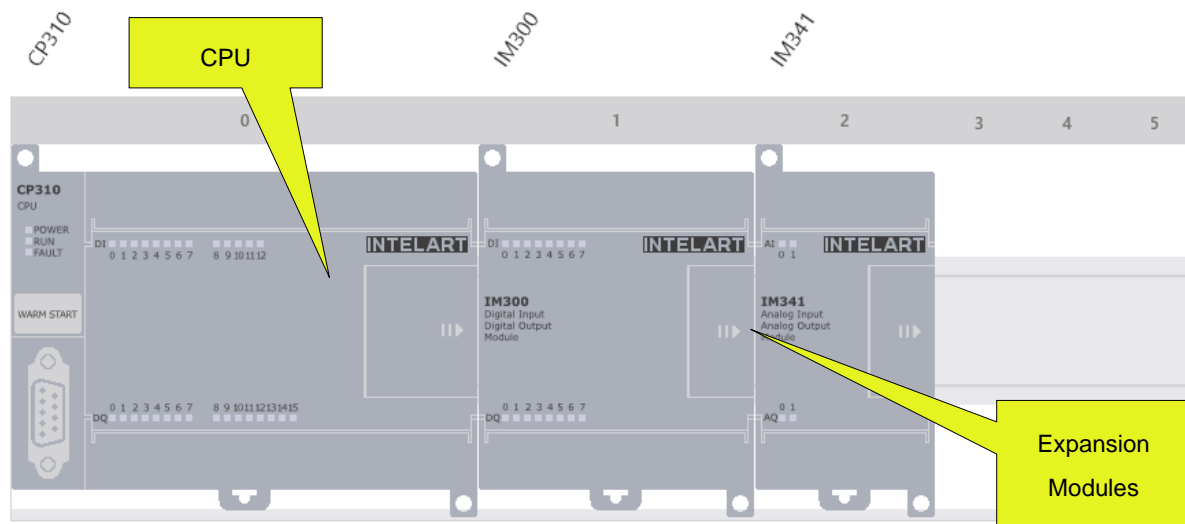 CP310
IM300
IM341
CPU
0 1 2 3 4 5
CP310
CPU
POWER
RUN
FAULT
WARM START
DI
0 1 2 3 4 5 6 7 8 9 10 11 12
INTELART
0 1 2 3 4 5 6 7 8 9 10 11 12 13 14 15
DQ
DI
0 1 2 3 4 5 6 7
INTELART
IM300
Digital Input
Digital Output
Module
0 1 2 3 4 5 6 7
DQ
AI
0 1
INTELART
IM341
Analog Input
Analog Output
Module
0 1
AQ
Expansion
Modules